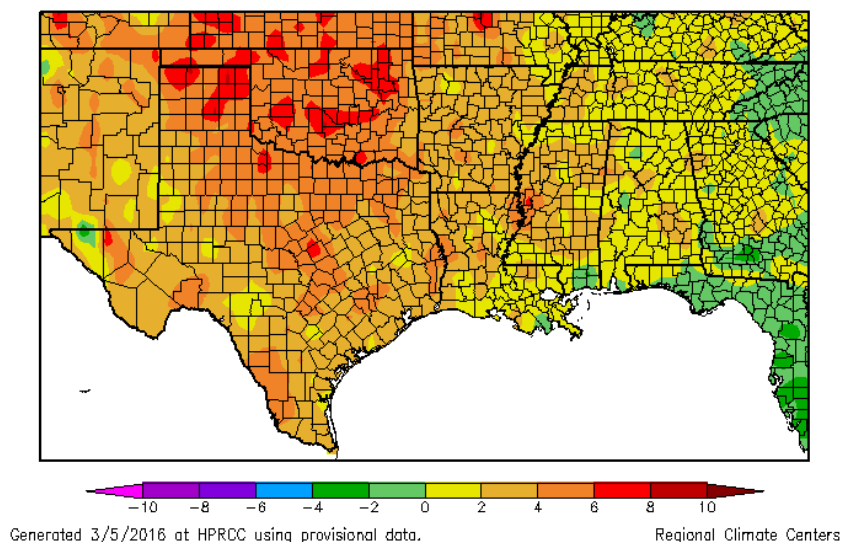 -10 -8 -6 -4 -2 0 2 4 6 8 10
Generated 3/5/2016 at HPRCC using provisional data. Regional Climate Centers